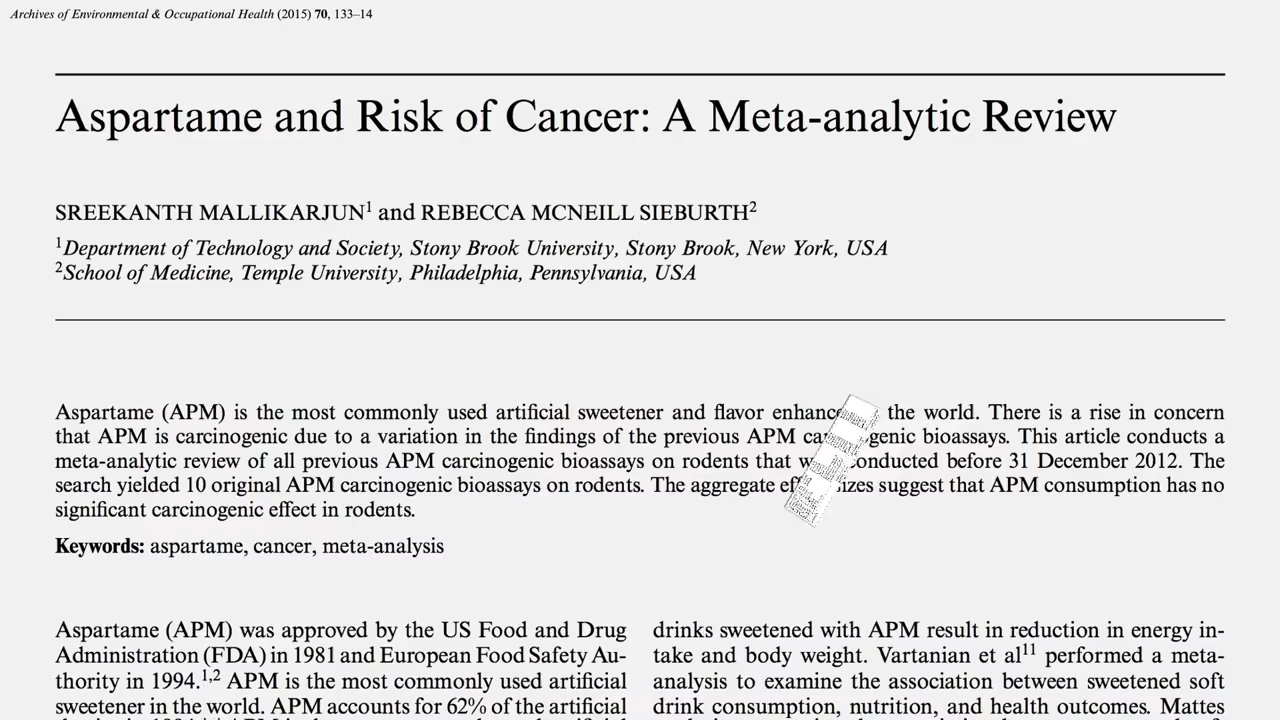 Archives of Environmental & Occupational Health (2015) 70, 133–14
Aspartame and Risk of Cancer: A Meta-analytic Review
SREEKANTH MALLIKARJUN1 and REBECCA MCNEILL SIEBURTH2
1Department of Technology and Society, Stony Brook University, Stony Brook, New York, USA
2School of Medicine, Temple University, Philadelphia, Pennsylvania, USA
Aspartame (APM) is the most commonly used artificial sweetener and flavor the world. There is a rise in concern
that APM is carcinogenic due to a variation in the findings of the previous APM bioassays. This article conducts a
meta-analytic review of all previous APM carcinogenic bioassays on rodents that conducted before 31 December 2012. The
search yielded 10 original APM carcinogenic bioassays on rodents. The aggregate suggest that APM consumption has no
significant carcinogenic effect in rodents.
Keywords: aspartame, cancer, meta-analysis
Aspartame (APM) was approved by the US Food and Drug
Administration (FDA) in 1981 and European Food Safety Au-
thority in 1994.1,2 APM is the most commonly used artificial
sweetener in the world. APM accounts for 62% of the artificial
drinks sweetened with APM result in reduction in energy in-
take and body weight. Vartanian et al11 performed a meta-
analysis to examine the association between sweetened soft
drink consumption, nutrition, and health outcomes. Mattes